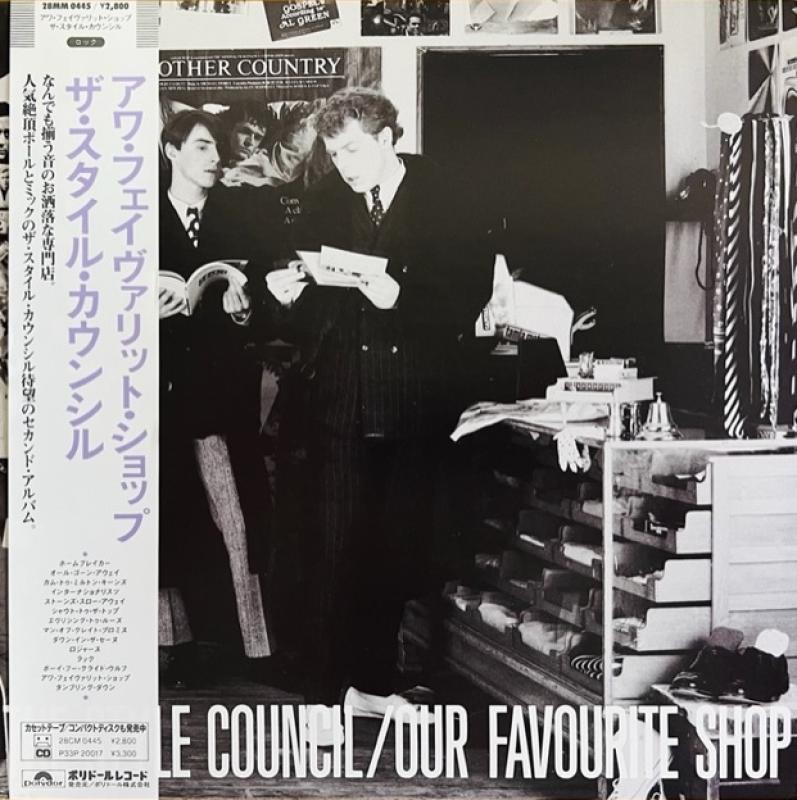 28MM 0445 / ¥2,800
アワ・フェイヴァリット・ショップ
ザ・スタイル・カウンシル
ロック
アワ・フェイヴァリット・ショップ
ザ・スタイル・カウンシル
なんでも揃う音のお洒落な専門店。
人気絶頂ポールとミックのザ・スタイル・カウンシル待望のセカンド・アルバム。
ホームブレイカー
オール・ゴーン・アウェイ
カム・トゥ・ミルトン・キーンズ
インターナショナリスツ
ストーンズ・スロー・アウェイ
シャウト・トゥ・ザ・トップ
エヴリシング・トゥ・ルーズ
マン・オブ・グレイト・プロミス
ダウン・イン・ザ・セーヌ
ロジャース
ラック
ボーイ・フー・クライド・ウルフ
アワ・フェイヴァリット・ショップ
タンブリング・ダウン
カセットテープ/コンパクトディスクも発売中
28CM 0445 ¥2,800
CD P33P 20017 ¥3,300
Polydor ポリドールレコード
発売元/ポリドール株式会社
GOSPEL
According to
AL GREEN
OTHER COUNTRY
LE COUNCIL/OUR FAVOURITE SHOP